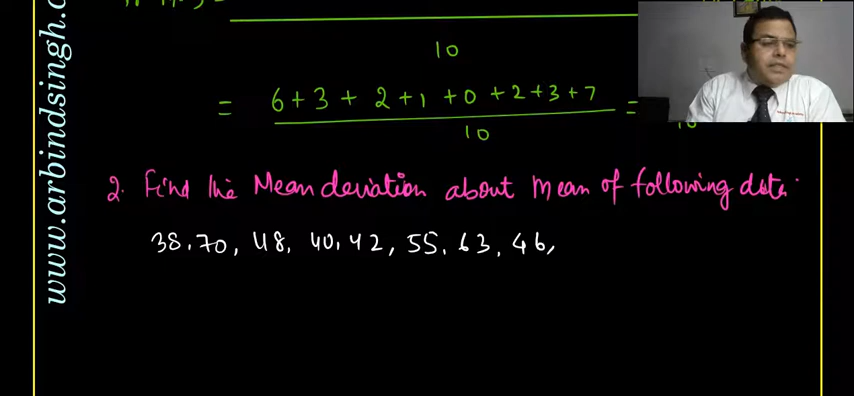 10
= 6+3+2+1+0+2+3+7 =
10
2. Find the Mean deviation about Mean of following data.
38, 70, 48, 40, 42, 55, 63, 46,
www.arbindsingh.c